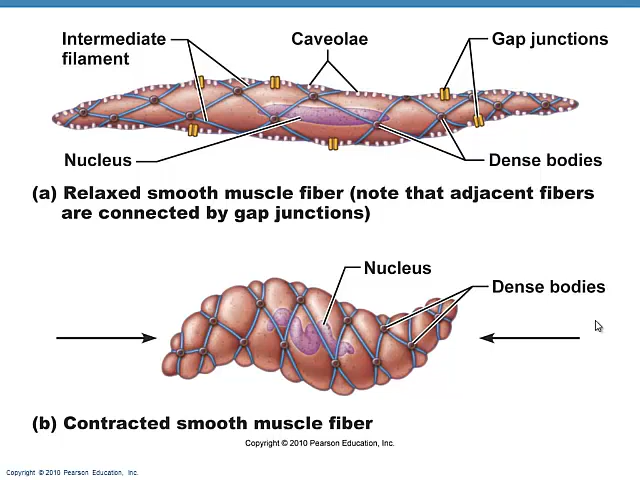 Intermediate
filament
Caveolae
Gap junctions
Nucleus
Dense bodies
(a) Relaxed smooth muscle fiber (note that adjacent fibers
are connected by gap junctions)
Nucleus
Dense bodies
(b) Contracted smooth muscle fiber
Copyright © 2010 Pearson Education, Inc.
Copyright © 2010 Pearson Education, Inc.